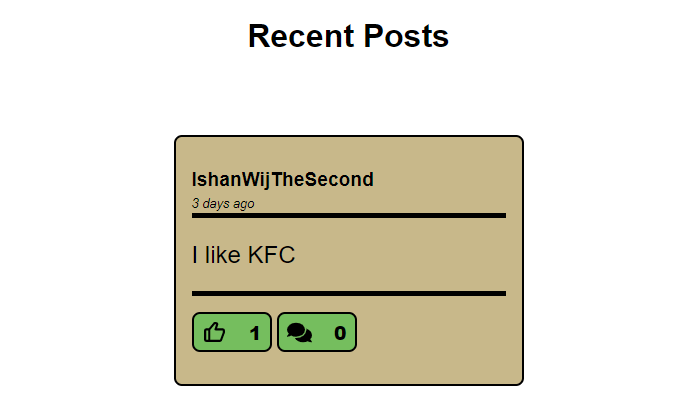 Recent Posts
IshanWijTheSecond
3 days ago
I like KFC
1 0